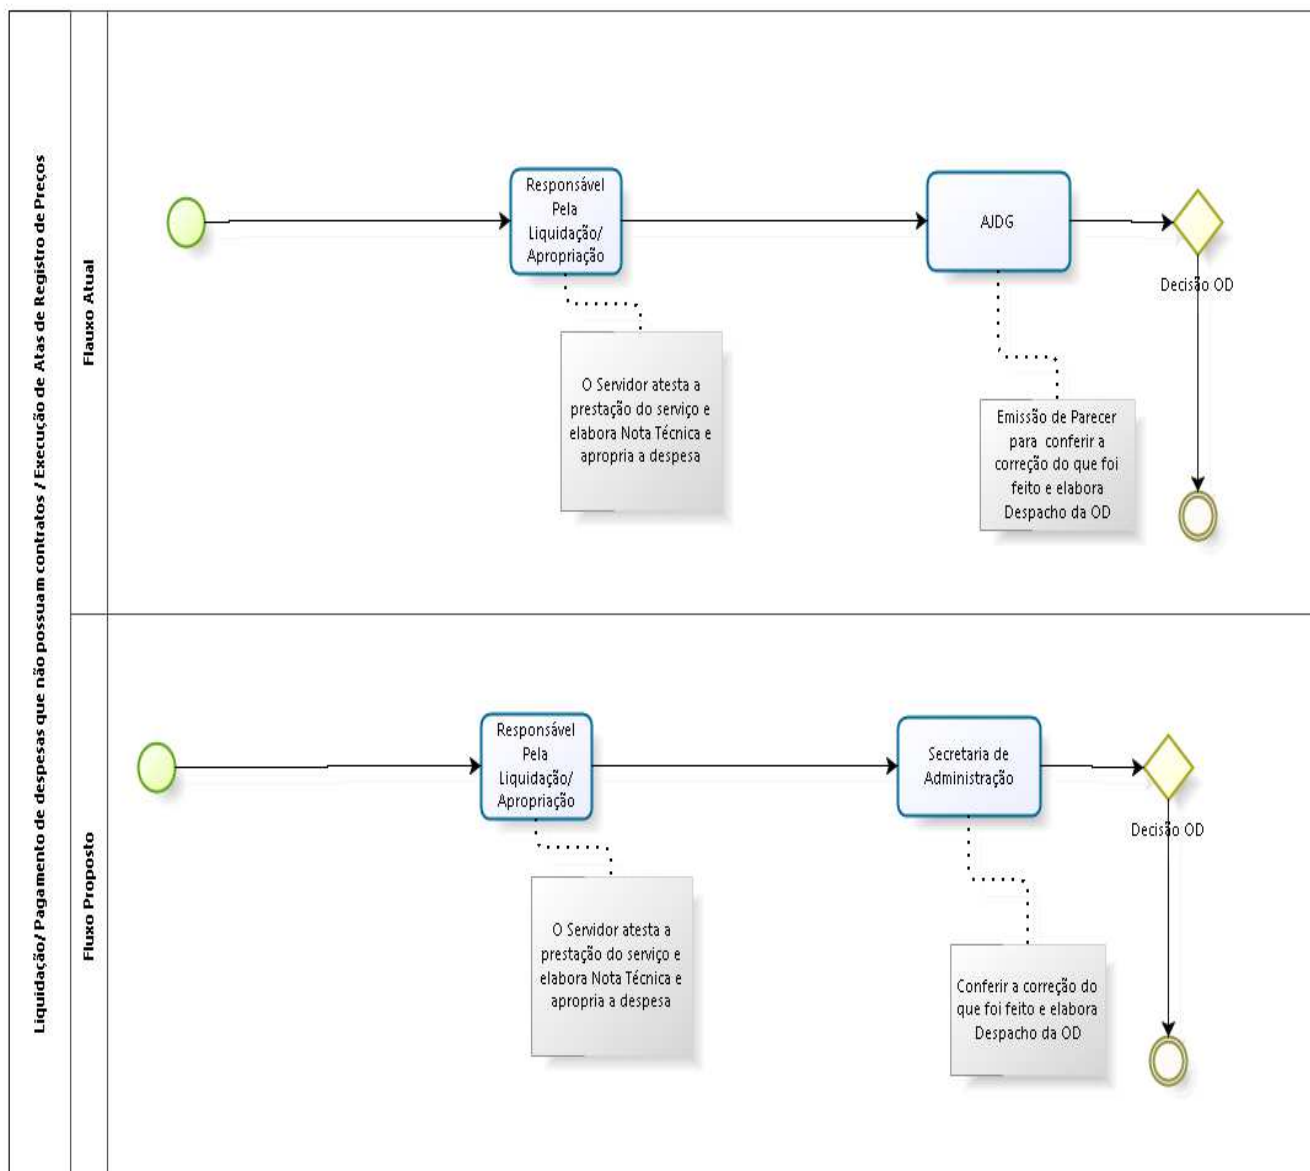 Liquidação/ Pagamento de despesas que não possuam contratos / Execução de Atas de Registro de Preços
Flauxo Atual
Responsável
Pela
Liquidação/
Apropriação
AJDG
Decisão OD
O Servidor atesta a
prestação do serviço e
elabora Nota Técnica e
apropria a despesa
Emissão de Parecer
para conferir a
correção do que foi
feito e elabora
Despacho da OD
Fluxo Proposto
Responsável
Pela
Liquidação/
Apropriação
Secretaria de
Administração
Decisão OD
O Servidor atesta a
prestação do serviço e
elabora Nota Técnica e
apropria a despesa
Conferir a correção do
que foi feito e elabora
Despacho da OD